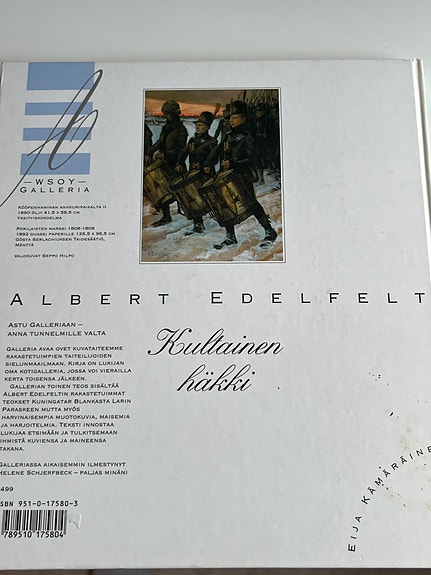 — WSOY —
GALLERIA
KÖÖPENHAMINAN ANKKURIPAIKALTA II
1890 ÖLJY 41,5 X 58,5 CM
YKSITYISKOKOELMA
PORILAISTEN MARSSI 1808-1809
1892 GUASSI PAPERILLE 126,5 X 96,5 CM
GÖSTA SERLACHIUKSEN TAIDESÄÄTIÖ,
MÄNTTÄ
VALOKUVAT SEPPO HILPO
ALBERT EDELFELT
ASTU GALLERIAAN –
ANNA TUNNELMILLE VALTA
GALLERIA AVAA OVET KUVATAITEEMME
RAKASTETUIMPIEN TAITEILIJOIDEN
SIELUNMAAILMAAN. KIRJA ON LUKIJAN
OMA KOTIGALLERIA, JOSSA VOI VIERAILLA
KERTA TOISENSA JÄLKEEN.
GALLERIAN TOINEN TEOS SISÄLTÄÄ
ALBERT EDELFELTIN RAKASTETUIMMAT
TEOKSET KUNINGATAR BLANKASTA LARIN
PARASKEEN MUTTA MYÖS
HARVINAISEMPIA MUOTOKUVIA, MAISEMIA
JA HARJOITELMIA. TEKSTI INNOSTAA
LUKIJAA ETSIMÄÄN JA TULKITSEMAAN
IHMISTÄ KUVIENSA JA MAINEENSA
TAKANA.
GALLERIASSA AIKAISEMMIN ILMESTYNYT
HELENE SCHJERFBECK – PALJAS MINÄNI
499
ISBN 951-0-17580-3
789510 175804
Kultainen
häkki
EIJA KÄMÄRÄINE